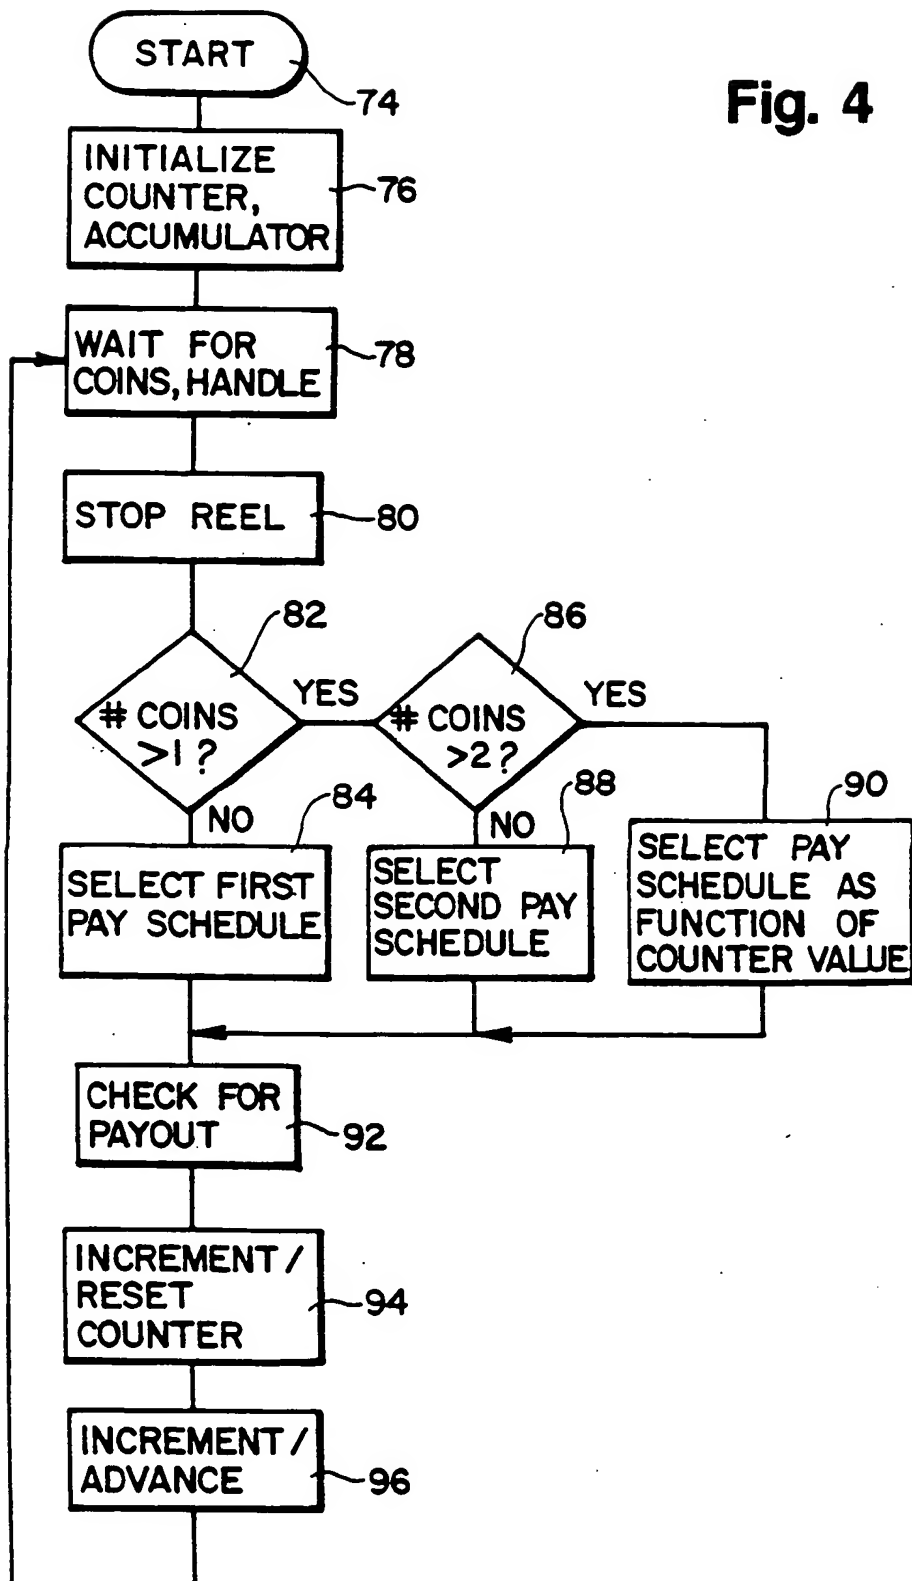 Fig. 4
START
74
INITIALIZE
COUNTER,
ACCUMULATOR
76
WAIT FOR
COINS, HANDLE
78
STOP REEL
80
82
# COINS
>1?
YES
NO
86
# COINS
>2?
YES
NO
84
SELECT FIRST
PAY SCHEDULE
88
SELECT
SECOND PAY
SCHEDULE
90
SELECT PAY
SCHEDULE AS
FUNCTION OF
COUNTER VALUE
CHECK FOR
PAYOUT
92
INCREMENT/
RESET
COUNTER
94
INCREMENT/
ADVANCE
96